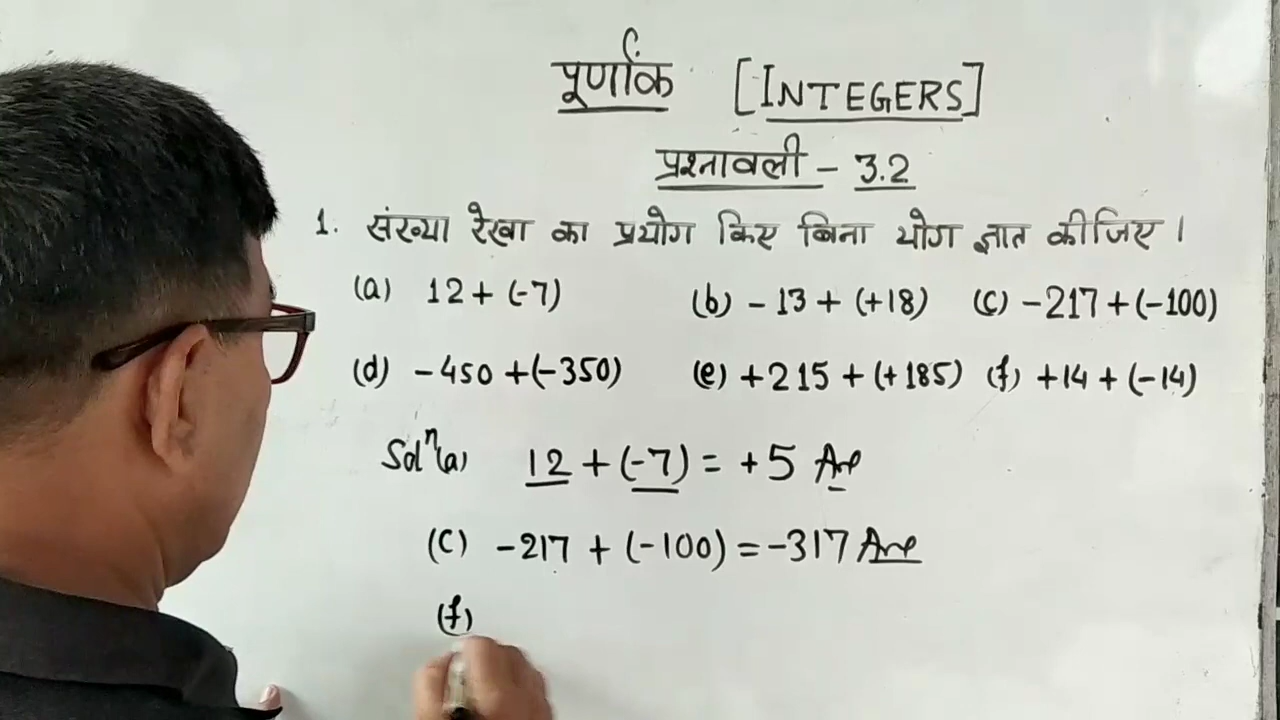 पूर्णांक [INTEGERS]
प्रश्नावली - 3.2
1. संख्या रेखा का प्रयोग किए बिना योग ज्ञात कीजिए ।
(a) 12 + (-7) (b) - 13 + (+18) (c) -217 + (-100)
(d) -450 + (-350) (e) +215 + (+185) (f) +14 + (-14)
Solⁿ (a) 12 + (-7) = +5 Ans
(c) -217 + (-100) = -317 Ans
(f)